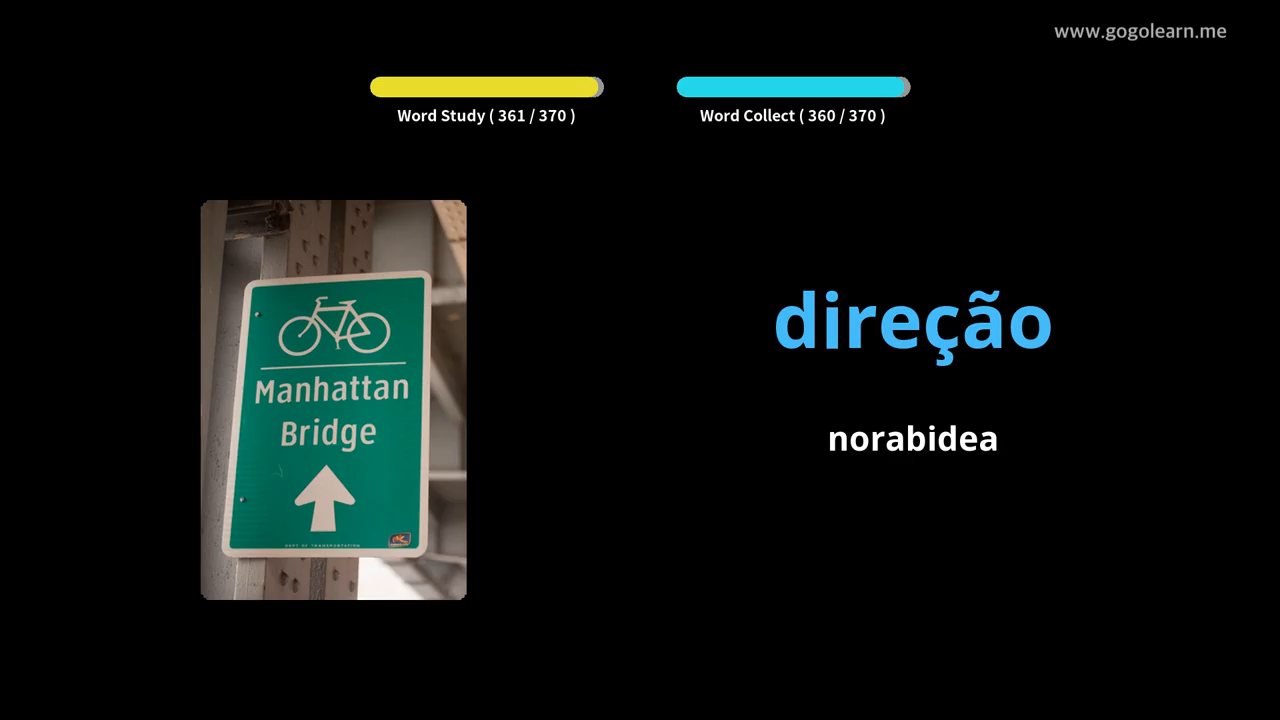 www.gogolearn.me
Word Study ( 361 / 370 )
Word Collect ( 360 / 370 )
Manhattan
Bridge
direção
norabidea